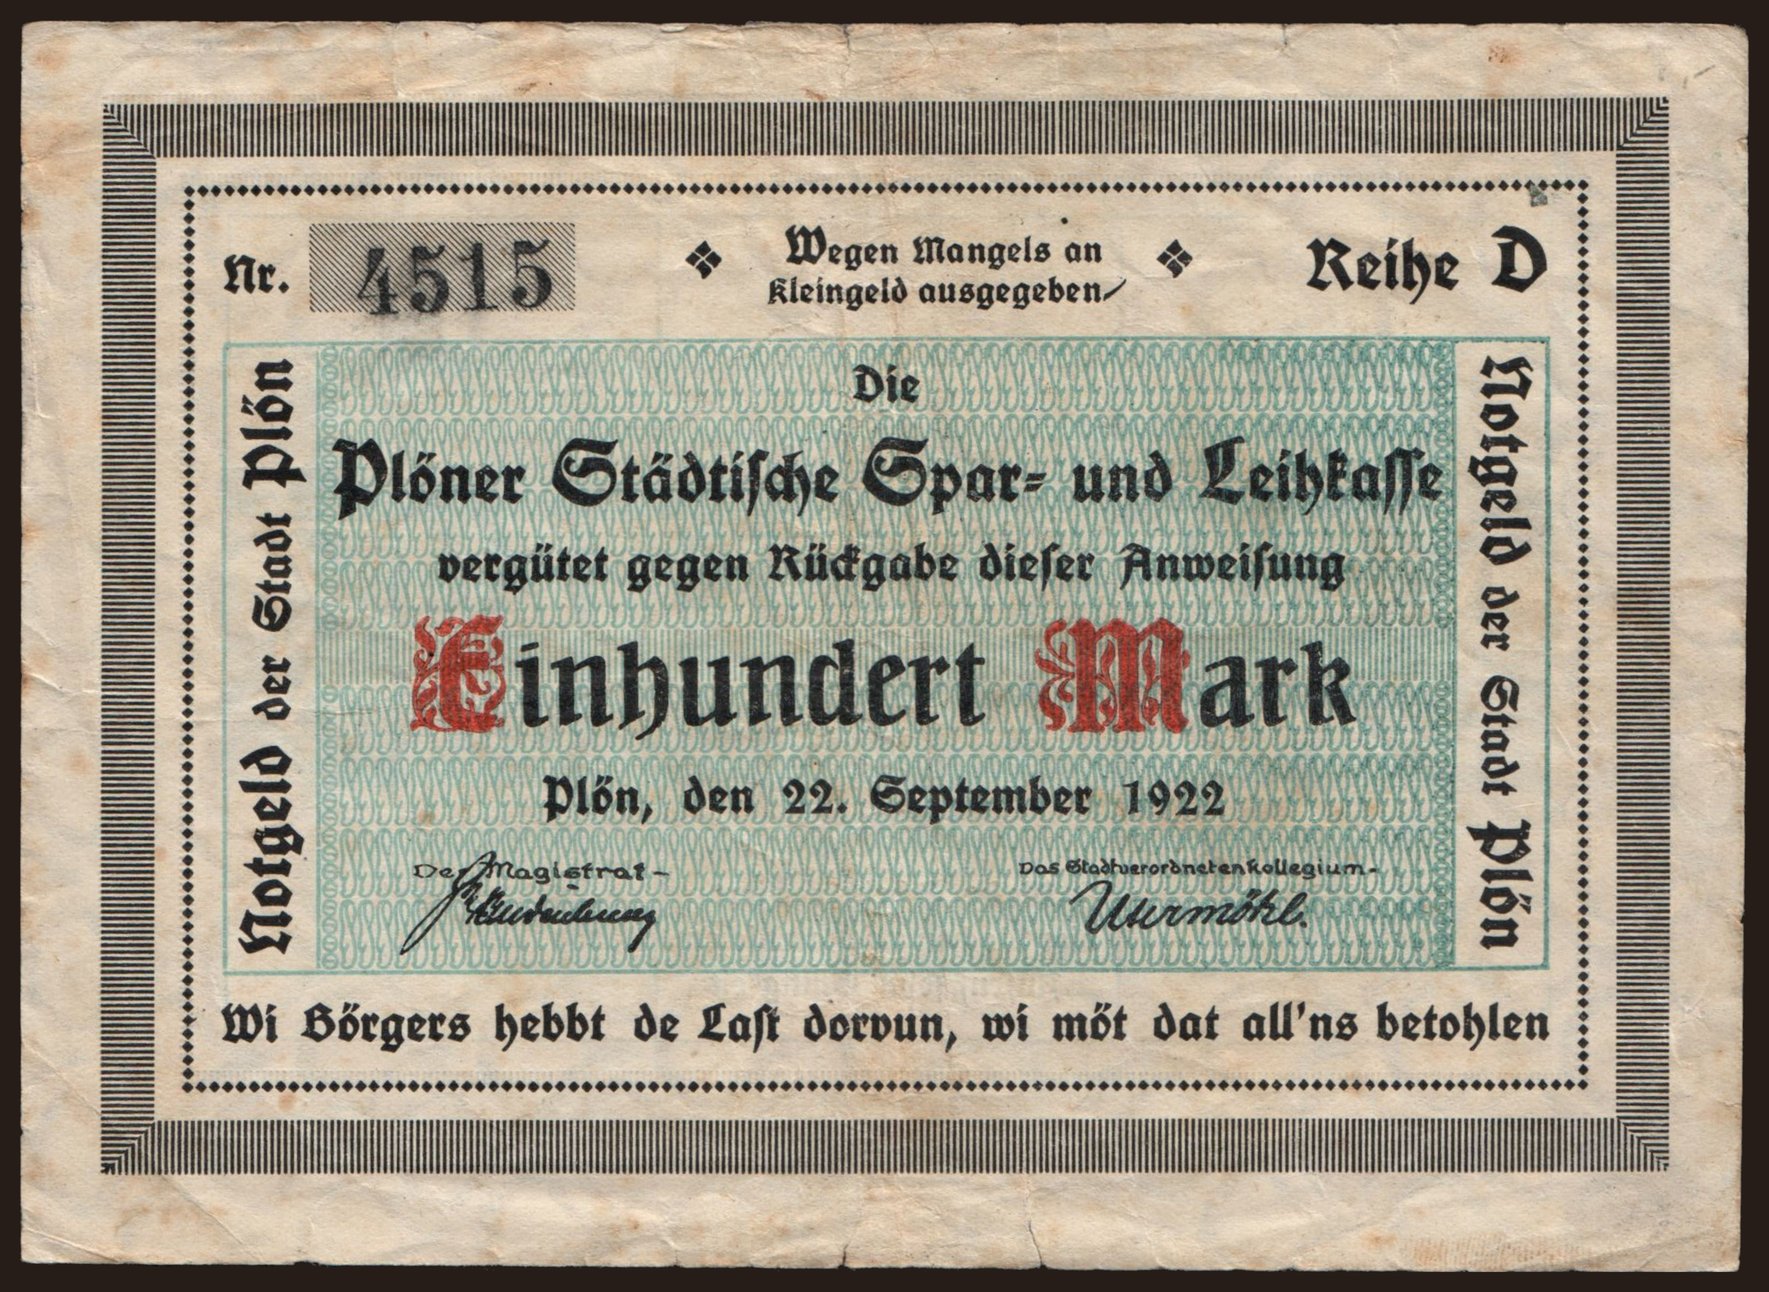 Nr. 4515
Wegen Mangels an
Kleingeld ausgegeben
Reihe D
Notgeld der Stadt Plön
Die
Plöner Städtische Spar- und Leihkasse
vergütet gegen Rückgabe dieser Anweisung
Einhundert Mark
Plön, den 22. September 1922
Der Magistrat-
Das Stadtverordnetenkollegium-
Notgeld der Stadt Plön
Wi Börgers hebbt de Last dorvun, wi möt dat all'ns betohlen